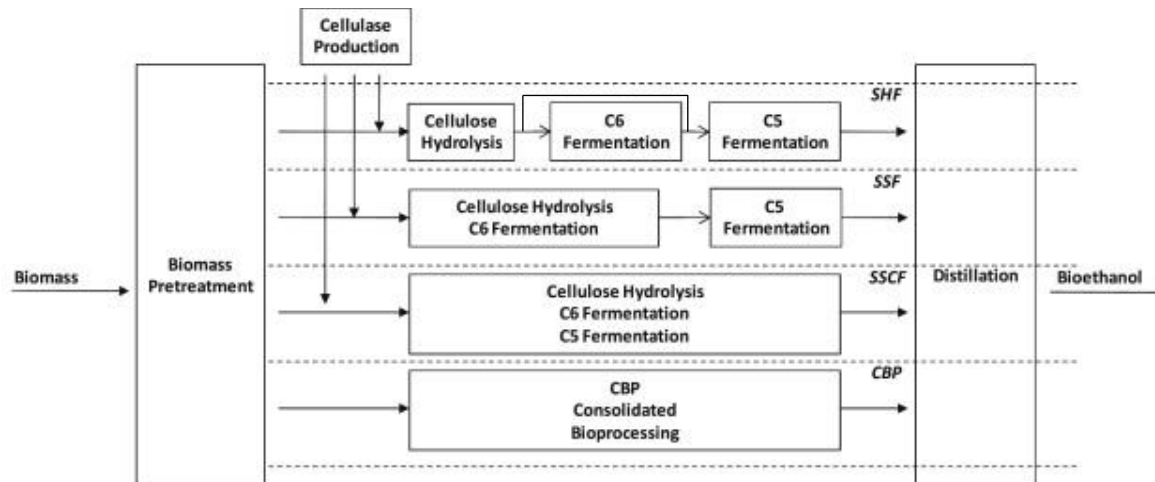 Cellulase
Production
SHF
Cellulose
Hydrolysis
C6
Fermentation
C5
Fermentation
SSF
Cellulose Hydrolysis
C6 Fermentation
C5
Fermentation
Biomass
Biomass
Pretreatment
SSCF
Cellulose Hydrolysis
C6 Fermentation
C5 Fermentation
Distillation
Bioethanol
CBP
CBP
Consolidated
Bioprocessing